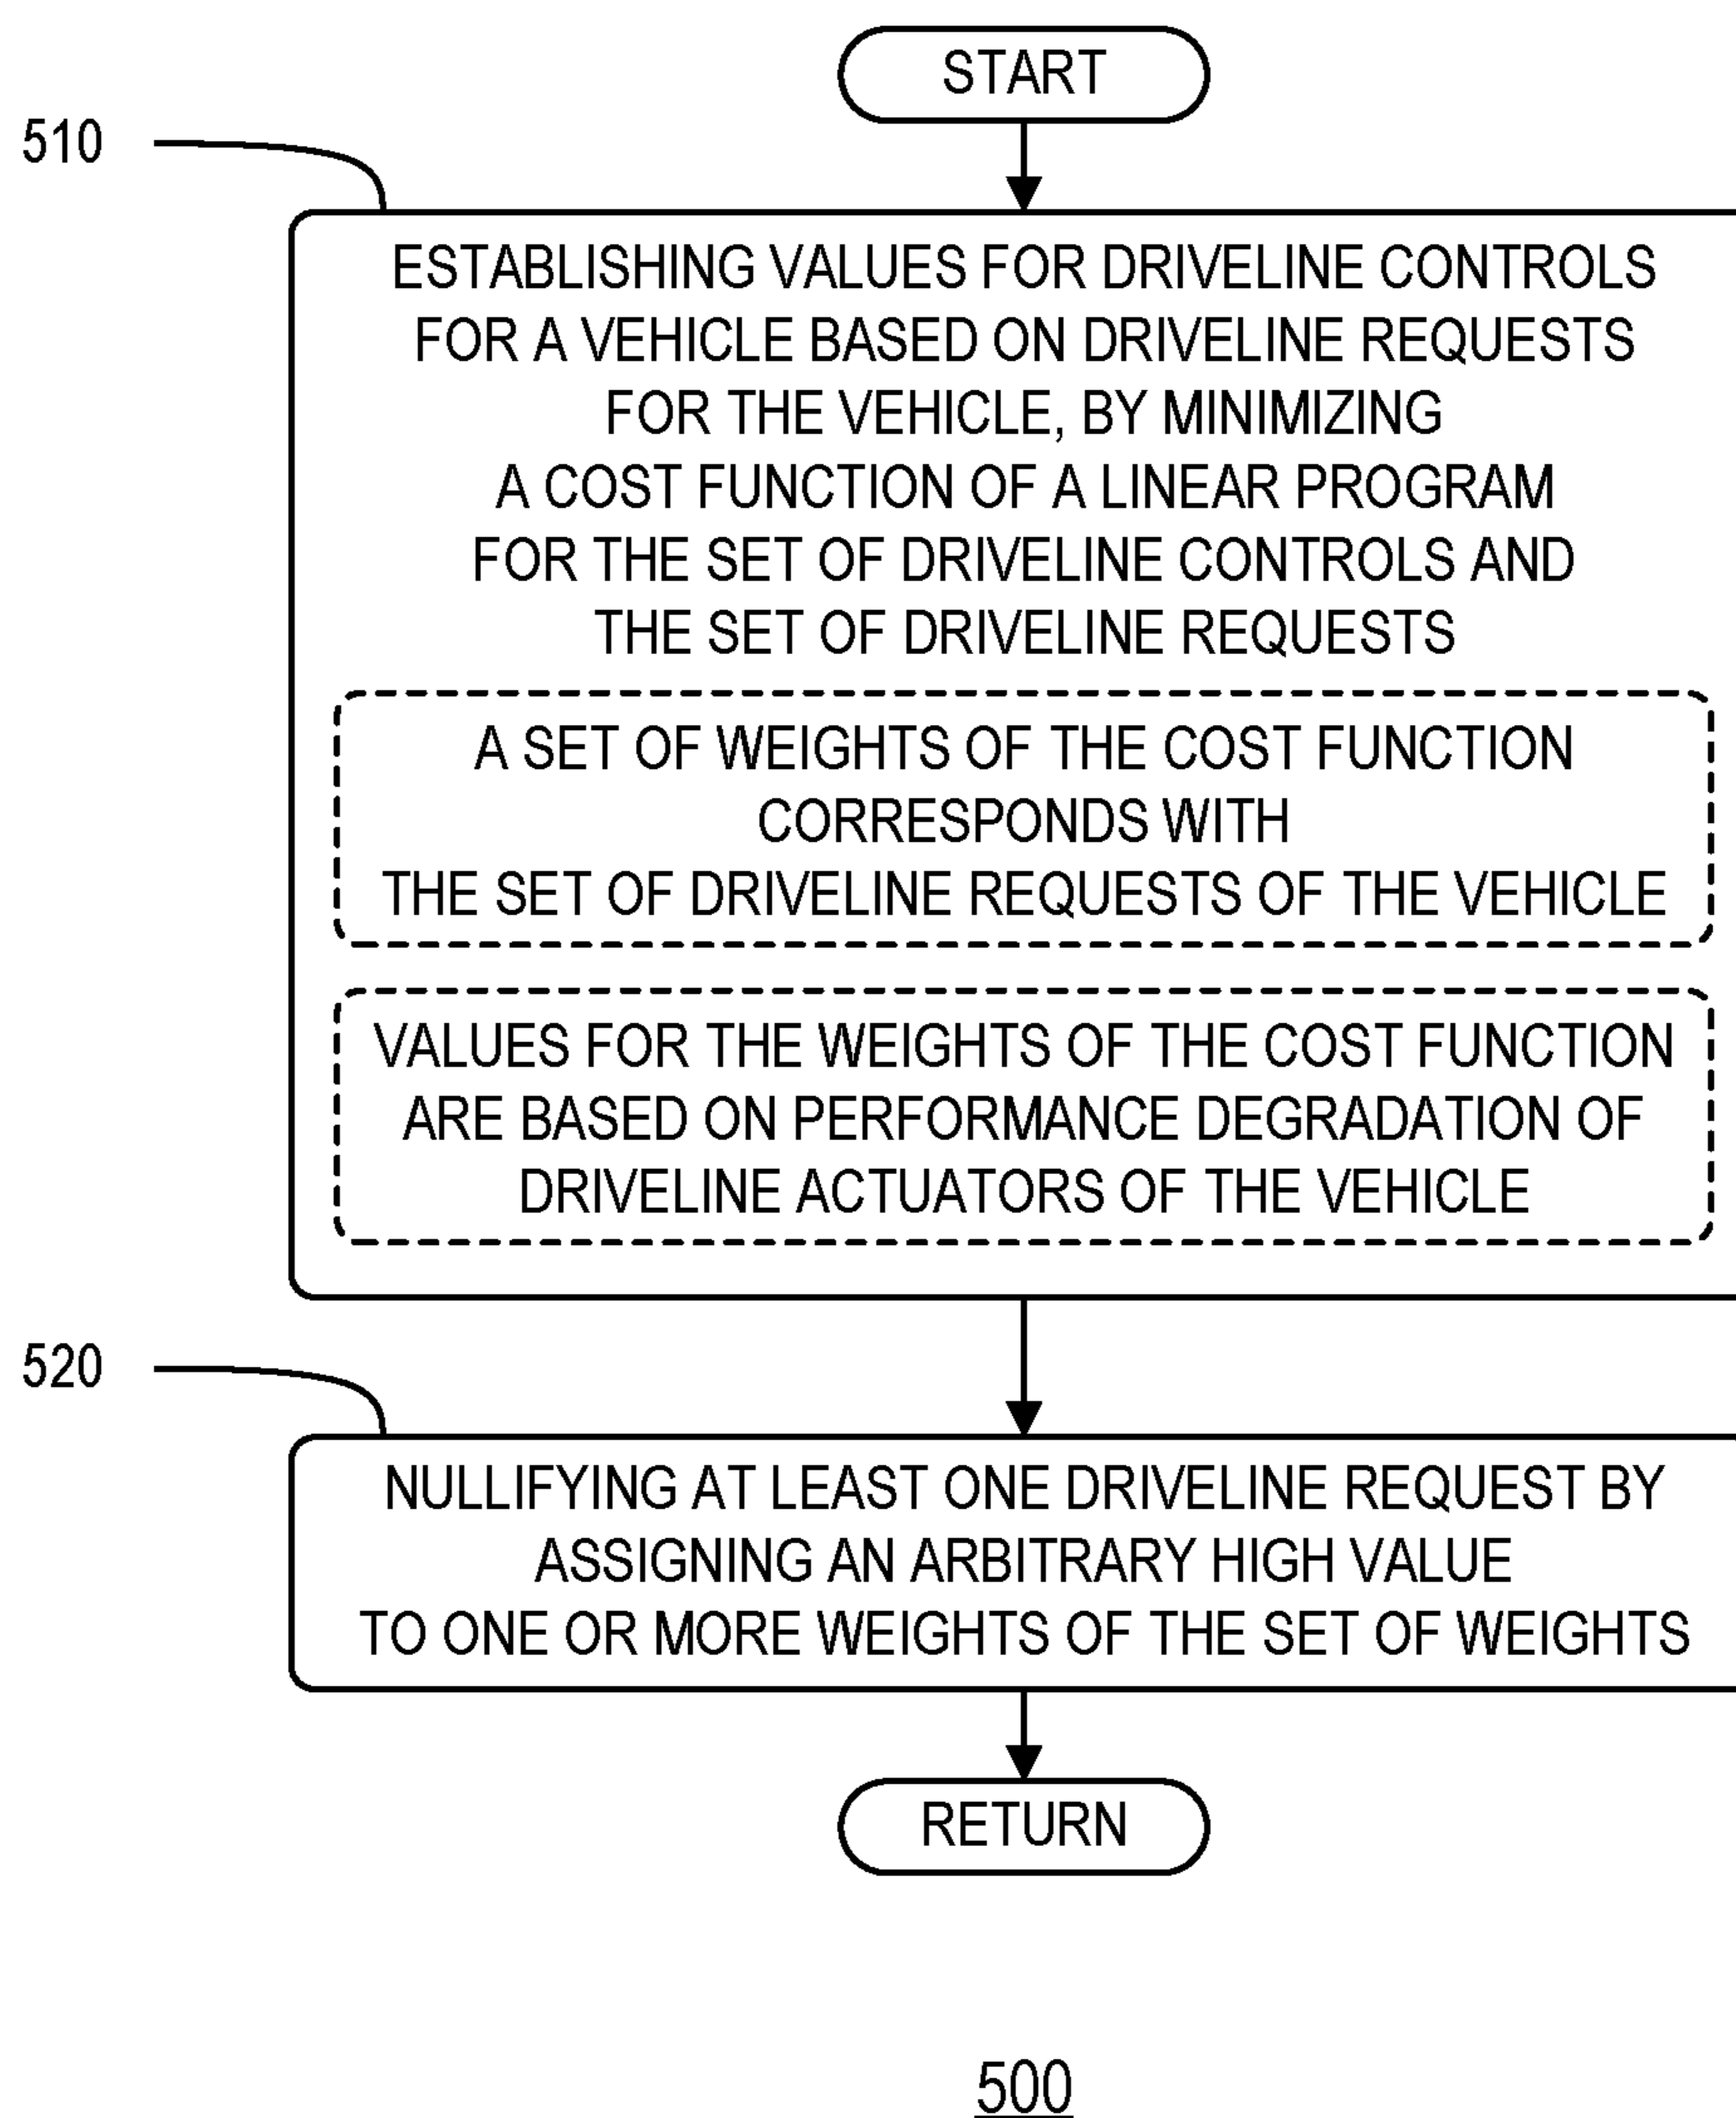 START
510
ESTABLISHING VALUES FOR DRIVELINE CONTROLS
FOR A VEHICLE BASED ON DRIVELINE REQUESTS
FOR THE VEHICLE, BY MINIMIZING
A COST FUNCTION OF A LINEAR PROGRAM
FOR THE SET OF DRIVELINE CONTROLS AND
THE SET OF DRIVELINE REQUESTS
A SET OF WEIGHTS OF THE COST FUNCTION
CORRESPONDS WITH
THE SET OF DRIVELINE REQUESTS OF THE VEHICLE
VALUES FOR THE WEIGHTS OF THE COST FUNCTION
ARE BASED ON PERFORMANCE DEGRADATION OF
DRIVELINE ACTUATORS OF THE VEHICLE
520
NULLIFYING AT LEAST ONE DRIVELINE REQUEST BY
ASSIGNING AN ARBITRARY HIGH VALUE
TO ONE OR MORE WEIGHTS OF THE SET OF WEIGHTS
RETURN
500